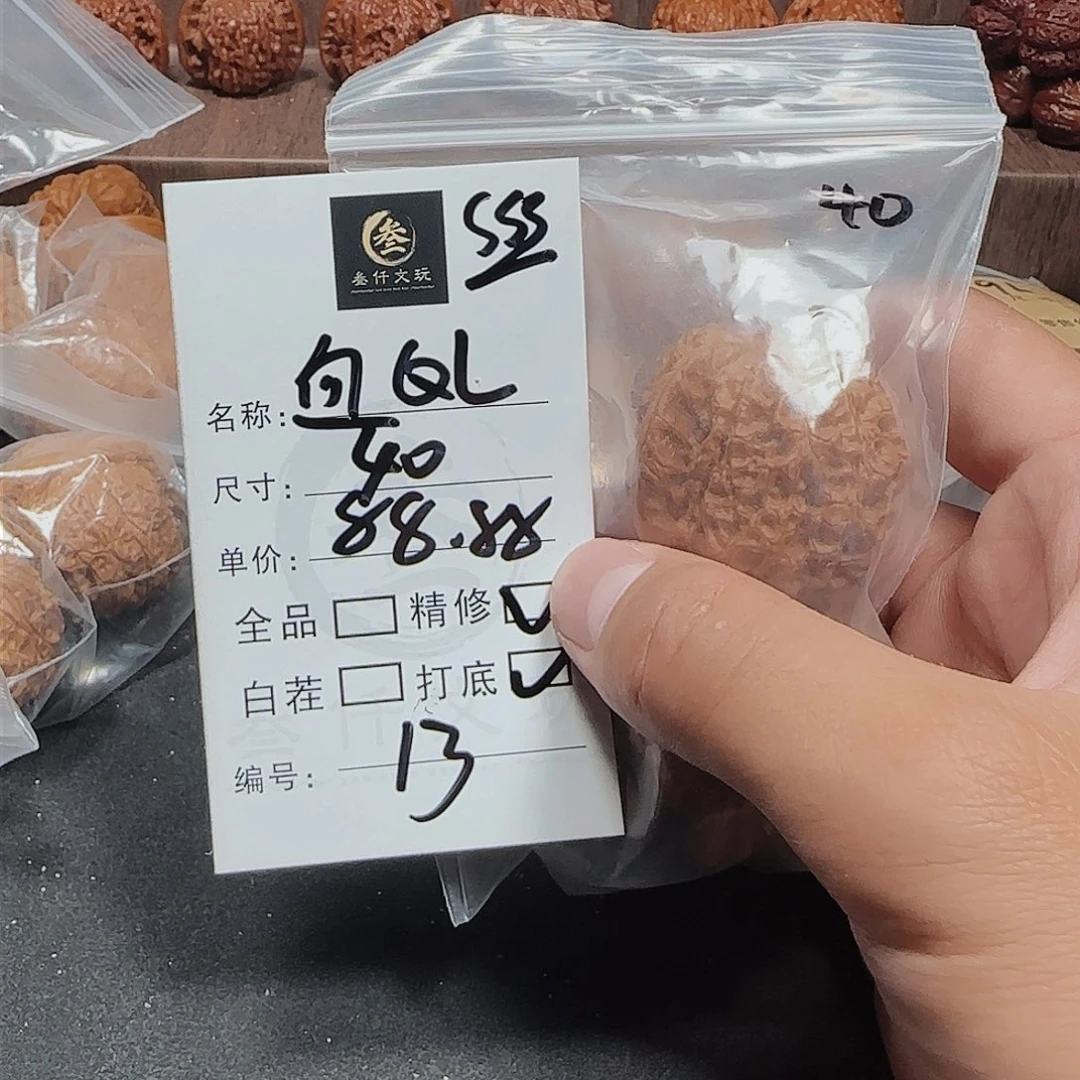 叁
叁仟文玩
丝
40
名称: 白QL
尺寸: 40
单价: 88.88
全品 精修
白茬 打底
编号: 13